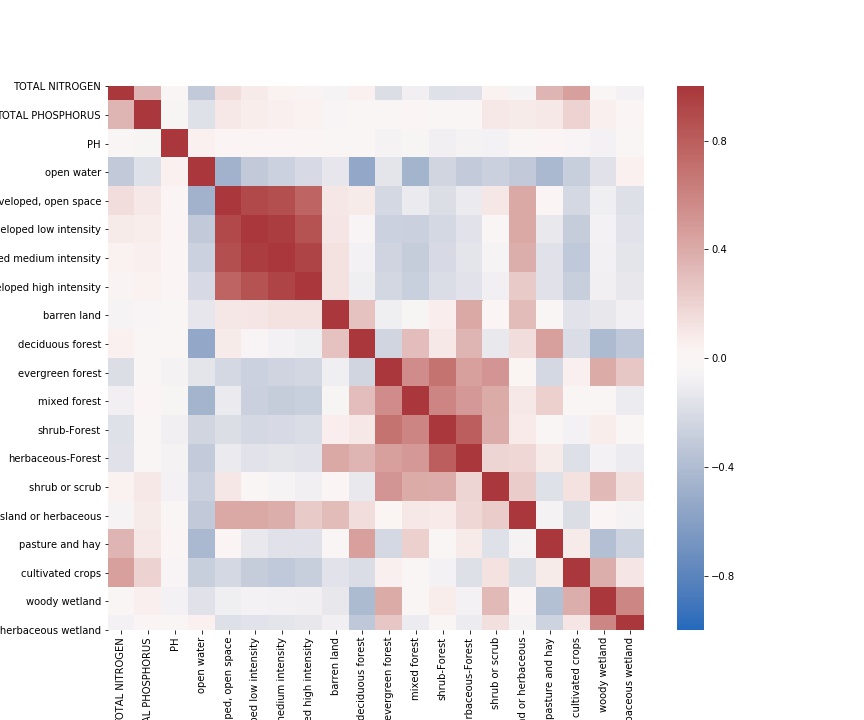 TOTAL NITROGEN
TOTAL PHOSPHORUS
PH
open water
veloped, open space
eloped low intensity
ed medium intensity
eloped high intensity
barren land
deciduous forest
evergreen forest
mixed forest
shrub-Forest
herbaceous-Forest
shrub or scrub
sland or herbaceous
pasture and hay
cultivated crops
woody wetland
herbaceous wetland
0.8
0.4
0.0
−0.4
−0.8
OTAL NITROGEN
AL PHOSPHORUS
PH
open water
ped, open space
ped low intensity
nedium intensity
ed high intensity
barren land
deciduous forest
evergreen forest
mixed forest
shrub-Forest
rbaceous-Forest
shrub or scrub
d or herbaceous
pasture and hay
cultivated crops
woody wetland
aceous wetland